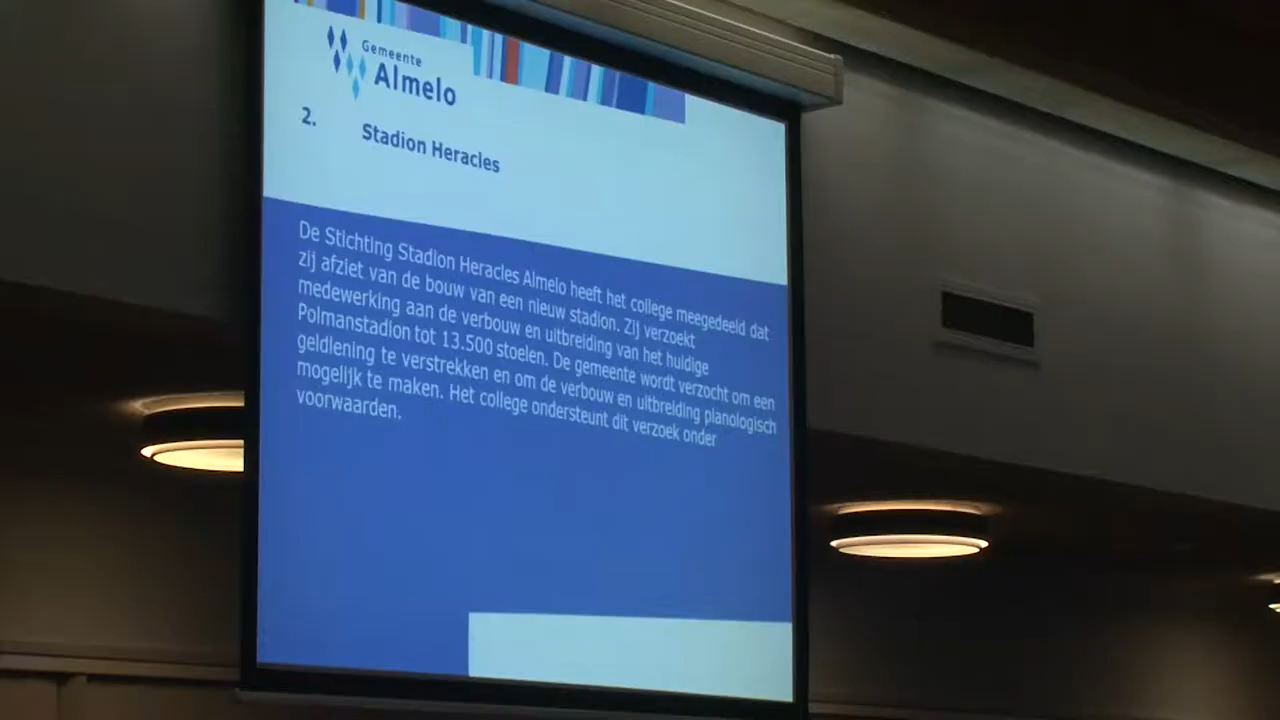 Gemeente
Almelo
2. Stadion Heracles
De Stichting Stadion Heracles Almelo heeft het college meegedeeld dat
zij afziet van de bouw van een nieuw stadion. Zij verzoekt
medewerking aan de verbouw en uitbreiding van het huidige
Polmanstadion tot 13.500 stoelen. De gemeente wordt verzocht om een
geldlening te verstrekken en om de verbouw en uitbreiding planologisch
mogelijk te maken. Het college ondersteunt dit verzoek onder
voorwaarden.